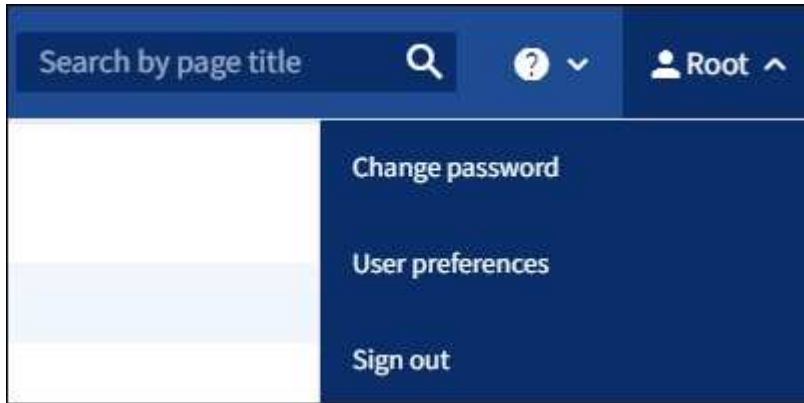 Search by page title
Root
Change password
User preferences
Sign out